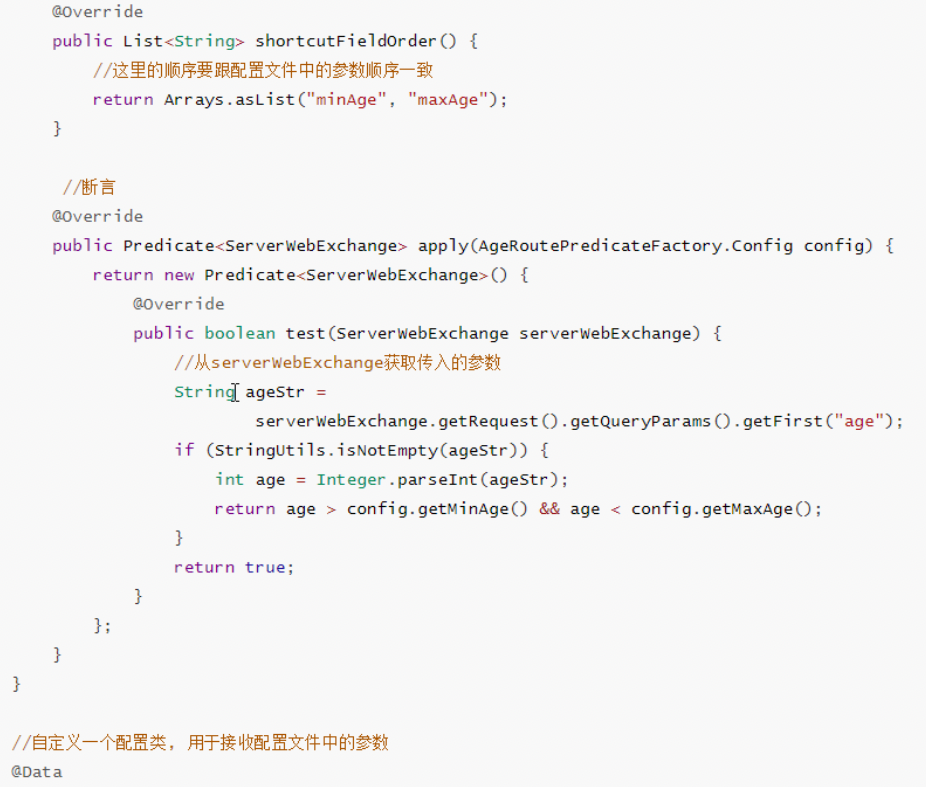 @Override
public List<String> shortcutFieldOrder() {
//这里的顺序要跟配置文件中的参数顺序一致
return Arrays.asList("minAge", "maxAge");
}
//断言
@Override
public Predicate<ServerWebExchange> apply(AgeRoutePredicateFactory.Config config) {
return new Predicate<ServerWebExchange>() {
@Override
public boolean test(ServerWebExchange serverWebExchange) {
//从serverWebExchange获取传入的参数
String ageStr =
serverWebExchange.getRequest().getQueryParams().getFirst("age");
if (StringUtils.isNotEmpty(ageStr)) {
int age = Integer.parseInt(ageStr);
return age > config.getMinAge() && age < config.getMaxAge();
}
return true;
}
};
}
}
//自定义一个配置类, 用于接收配置文件中的参数
@Data